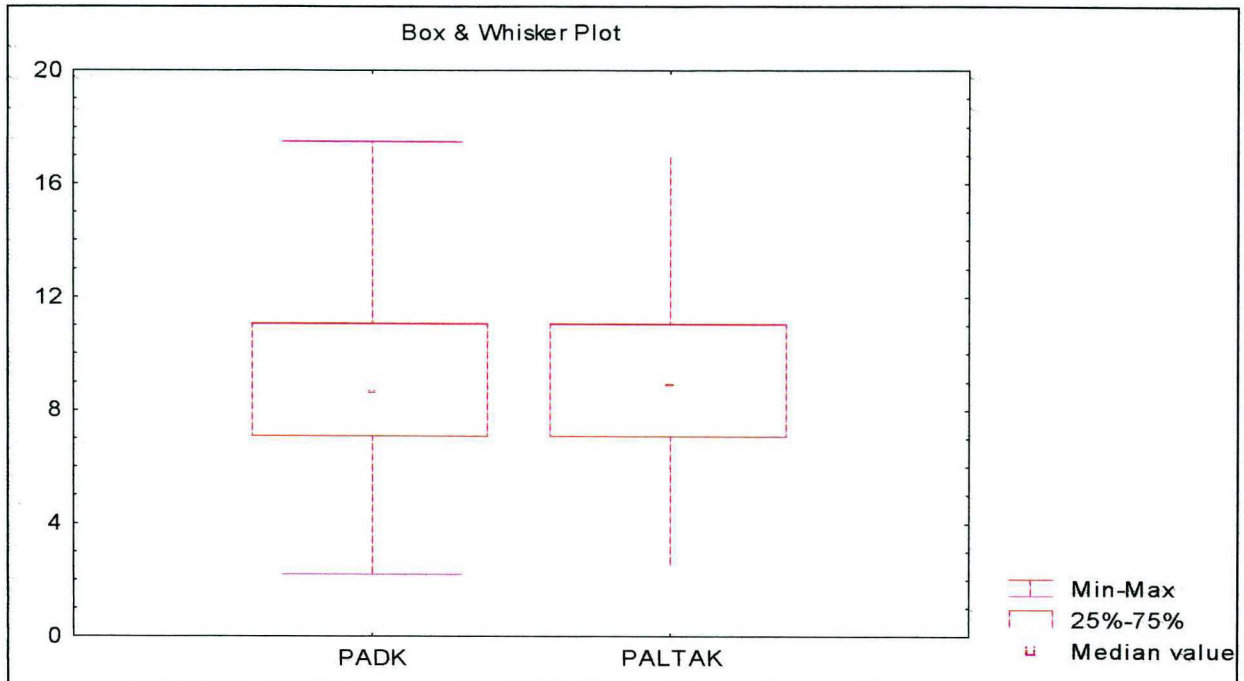 Box & Whisker Plot
20
16
12
8
4
0
PADK
PALTAK
Min-Max
25%-75%
Median value